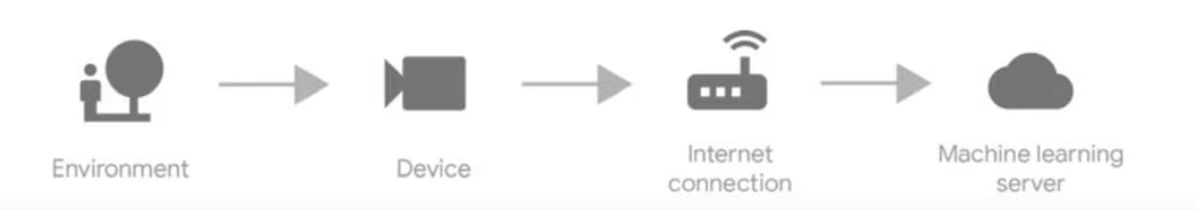 Environment
Device
Internet
connection
Machine learning
server